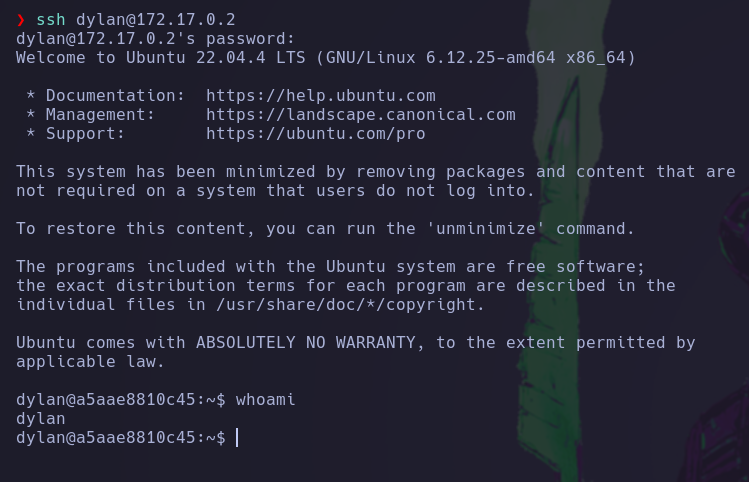 ❯ ssh dylan@172.17.0.2
dylan@172.17.0.2's password:
Welcome to Ubuntu 22.04.4 LTS (GNU/Linux 6.12.25-amd64 x86_64)
* Documentation:  https://help.ubuntu.com
* Management:     https://landscape.canonical.com
* Support:        https://ubuntu.com/pro
This system has been minimized by removing packages and content that are
not required on a system that users do not log into.
To restore this content, you can run the 'unminimize' command.
The programs included with the Ubuntu system are free software;
the exact distribution terms for each program are described in the
individual files in /usr/share/doc/*/copyright.
Ubuntu comes with ABSOLUTELY NO WARRANTY, to the extent permitted by
applicable law.
dylan@a5aae8810c45:~$ whoami
dylan
dylan@a5aae8810c45:~$